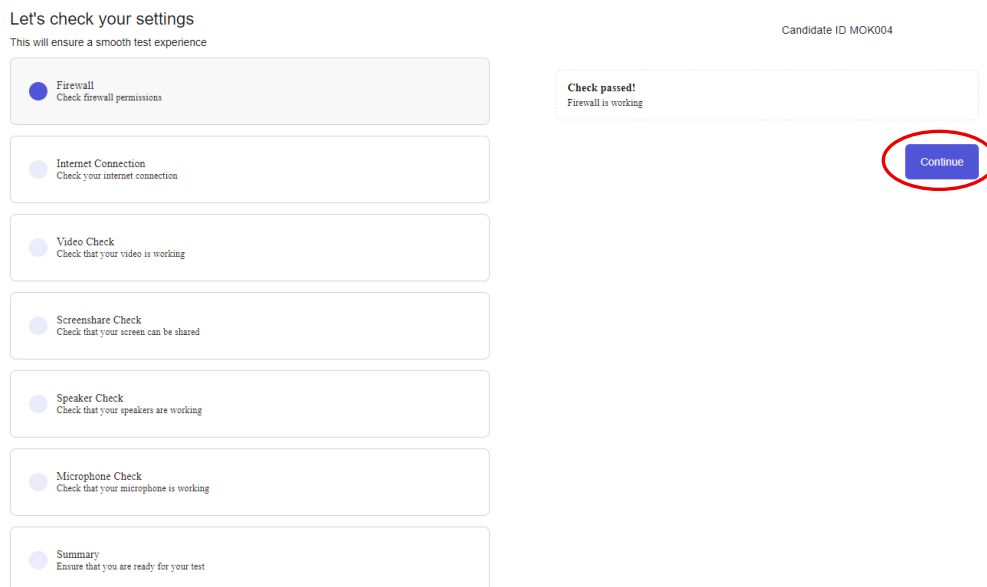 Let's check your settings
This will ensure a smooth test experience
Candidate ID MOK004
Firewall
Check firewall permissions
Check passed!
Firewall is working
Continue
Internet Connection
Check your internet connection
Video Check
Check that your video is working
Screenshare Check
Check that your screen can be shared
Speaker Check
Check that your speakers are working
Microphone Check
Check that your microphone is working
Summary
Ensure that you are ready for your test